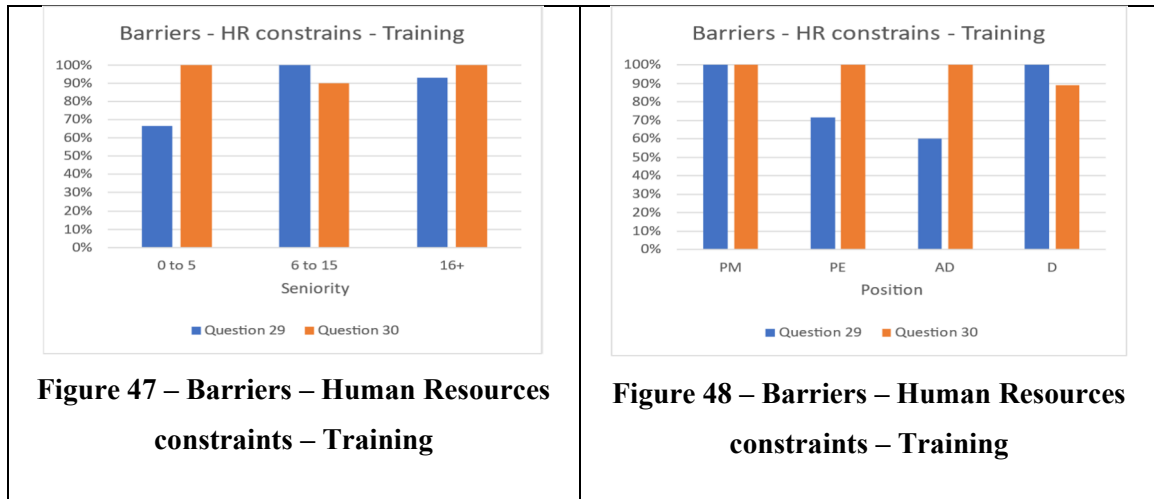 Barriers - HR constrains - Training
100%
90%
80%
70%
60%
50%
40%
30%
20%
10%
0%
0 to 5 6 to 15 16+
Seniority
Question 29 Question 30
Figure 47 – Barriers – Human Resources
constraints – Training
Barriers - HR constrains - Training
100%
90%
80%
70%
60%
50%
40%
30%
20%
10%
0%
PM PE AD D
Position
Question 29 Question 30
Figure 48 – Barriers – Human Resources
constraints – Training